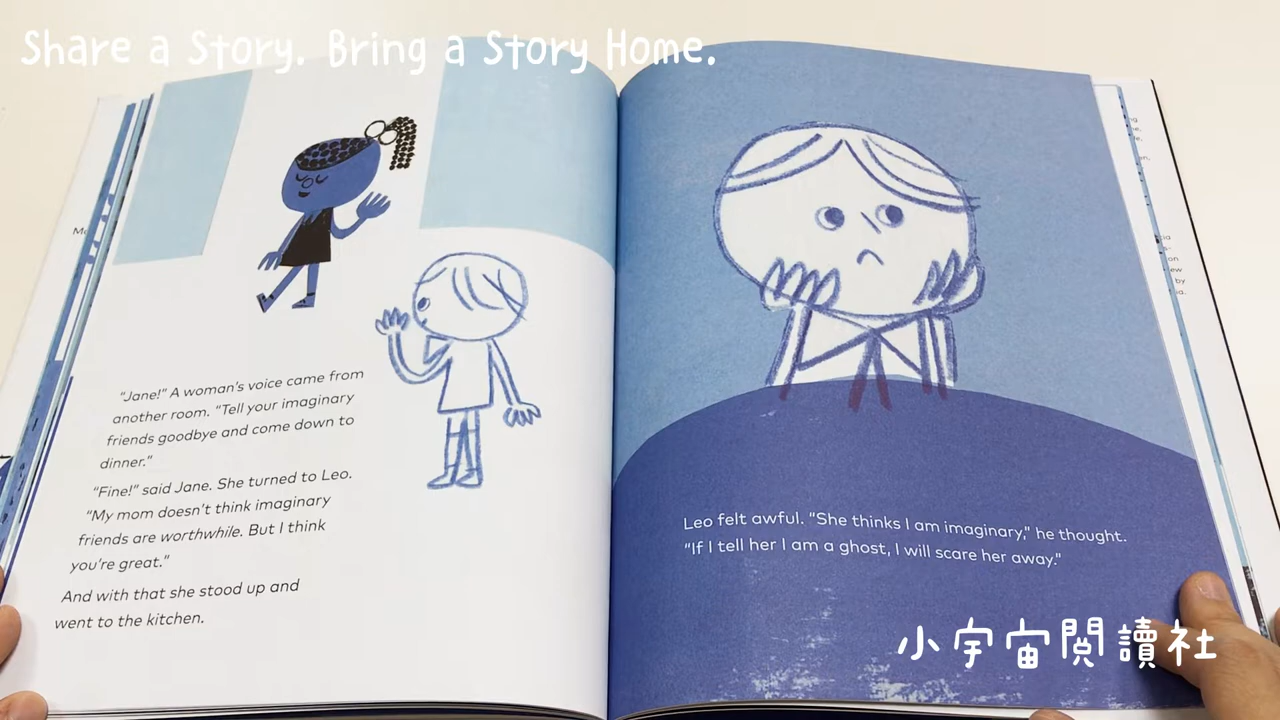 Share a Story. Bring a Story Home.
“Jane!” A woman’s voice came from
another room. “Tell your imaginary
friends goodbye and come down to
dinner.”
“Fine!” said Jane. She turned to Leo.
“My mom doesn’t think imaginary
friends are worthwhile. But I think
you’re great.”
And with that she stood up and
went to the kitchen.
Leo felt awful. “She thinks I am imaginary,” he thought.
“If I tell her I am a ghost, I will scare her away.”
小宇宙閱讀社